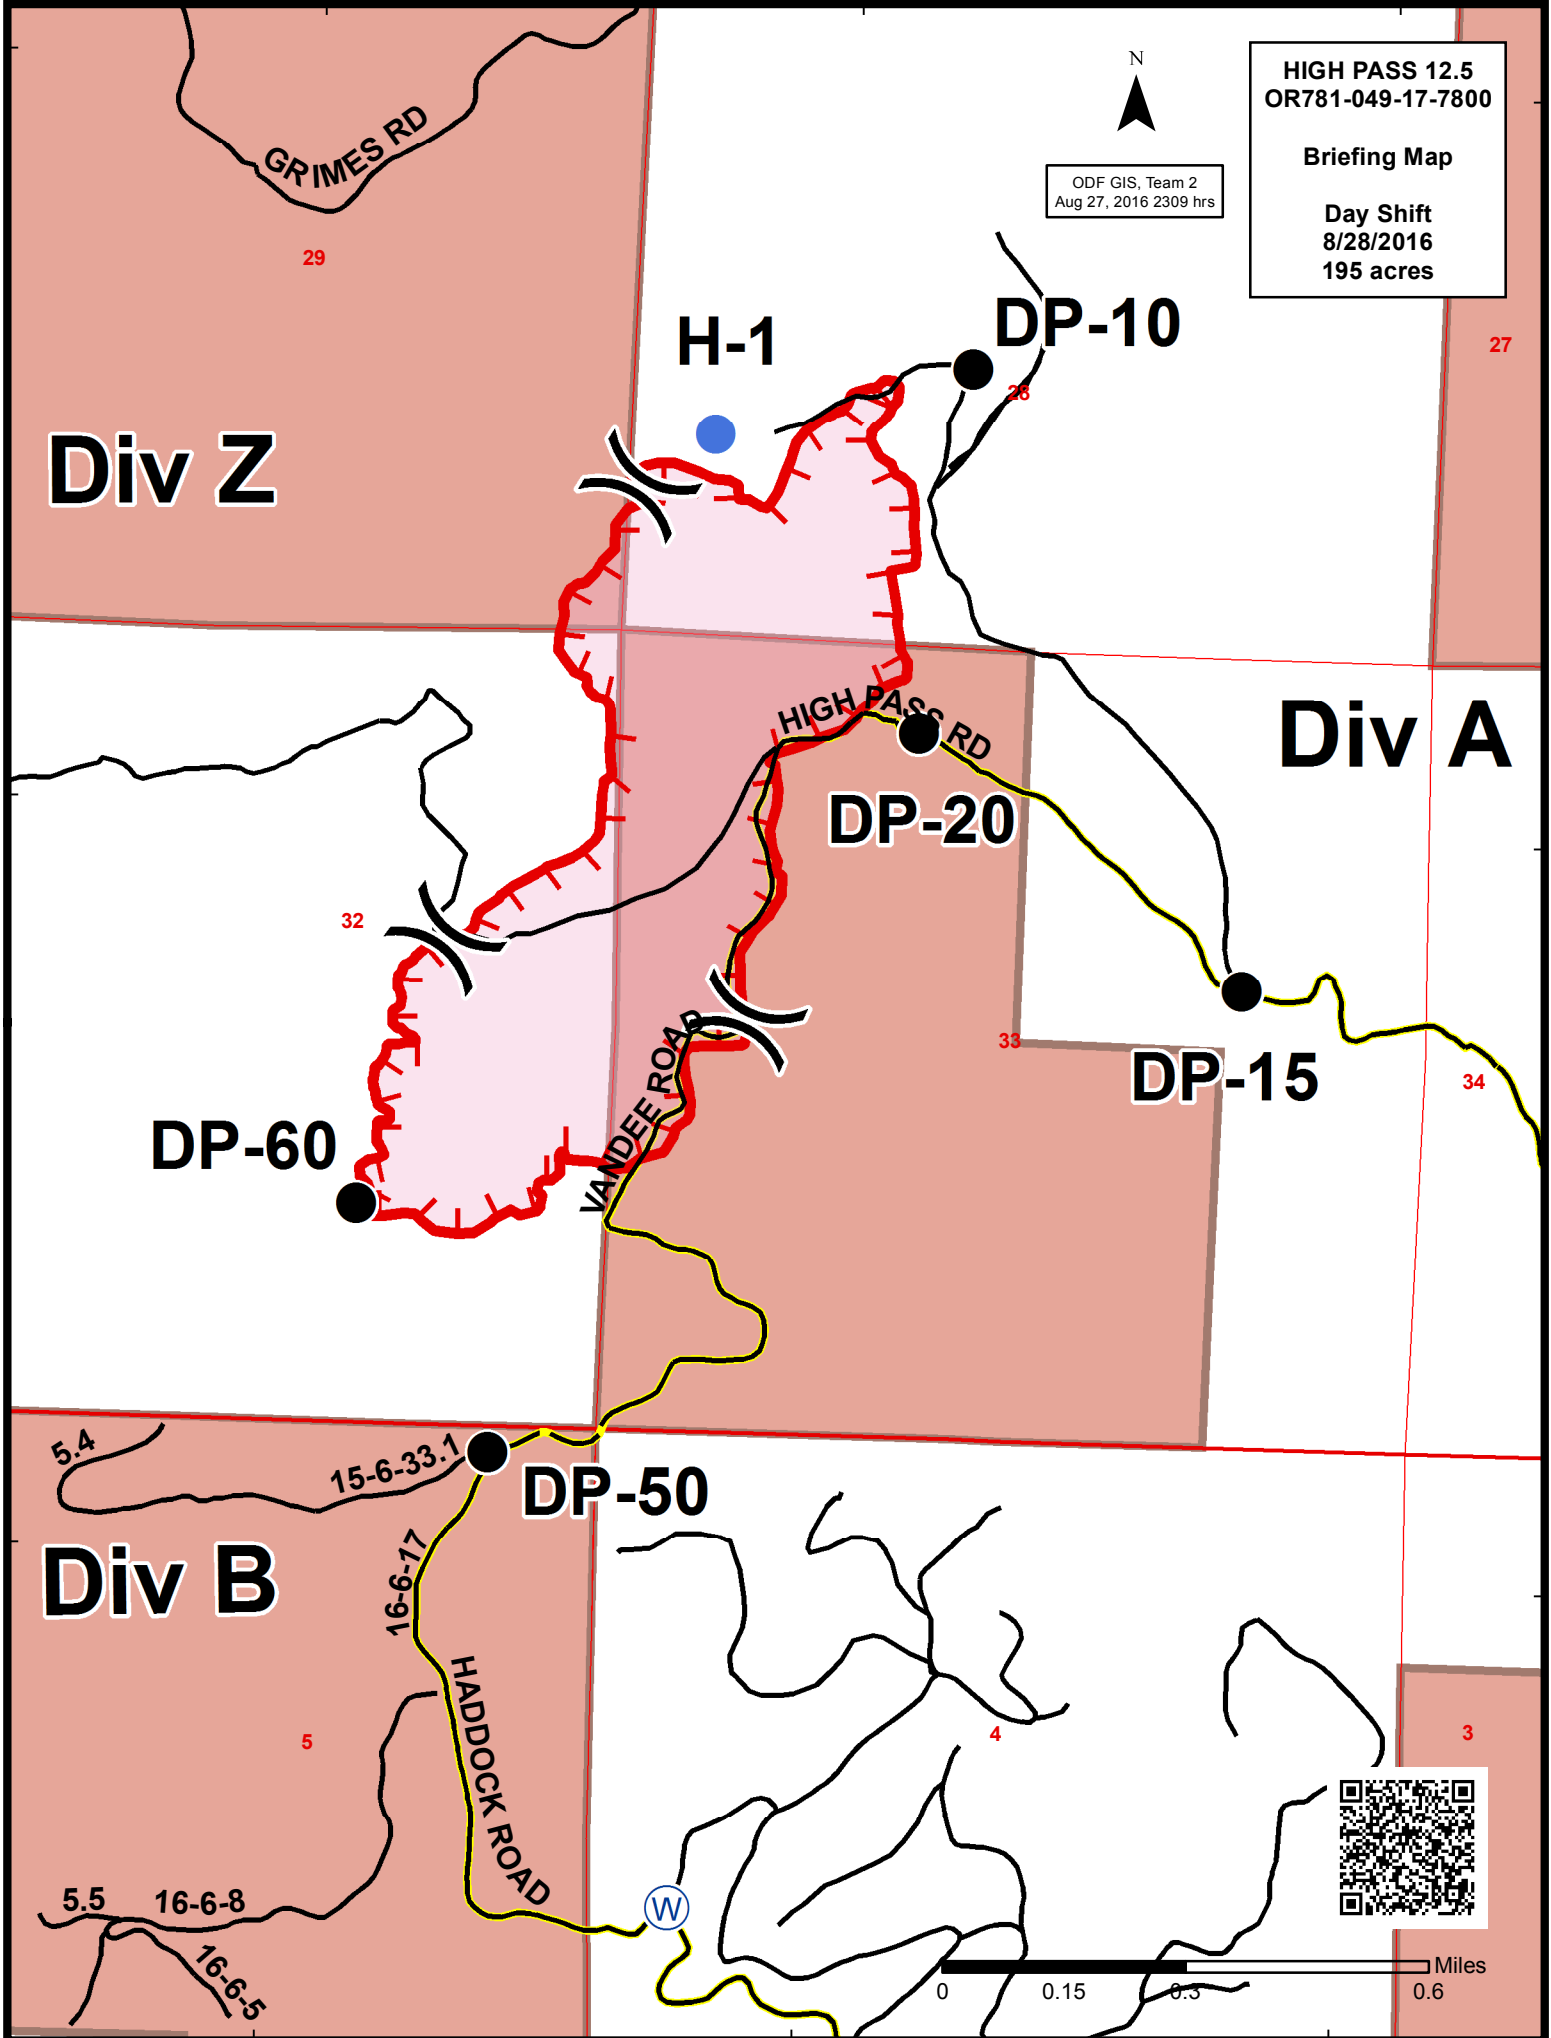 N
HIGH PASS 12.5
OR781-049-17-7800
Briefing Map
Day Shift
8/28/2016
195 acres
ODF GIS, Team 2
Aug 27, 2016 2309 hrs
GRIMES RD
29
27
H-1
DP-10
28
Div Z
HIGH PASS RD
Div A
DP-20
32
33
VANDEE ROAD
DP-15
34
DP-60
5.4
15-6-33.1
DP-50
Div B
16-6-17
HADDOCK ROAD
5
4
3
5.5
16-6-8
16-6-5
W
Miles
0
0.15
0.3
0.6